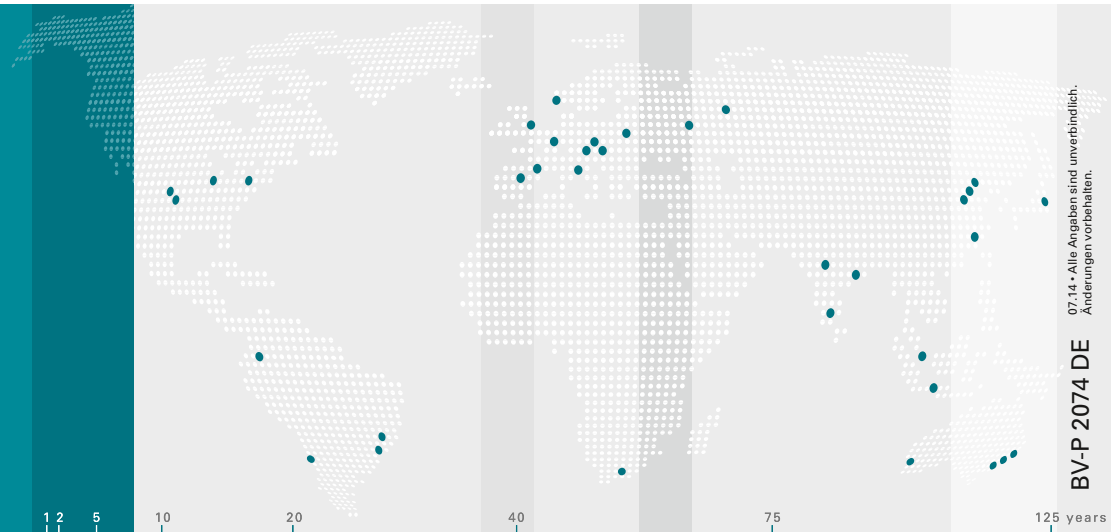 07.14 • Alle Angaben sind unverbindlich.
Änderungen vorbehalten.
BV-P 2074 DE
1 2 5 10 20 40 75 125 years